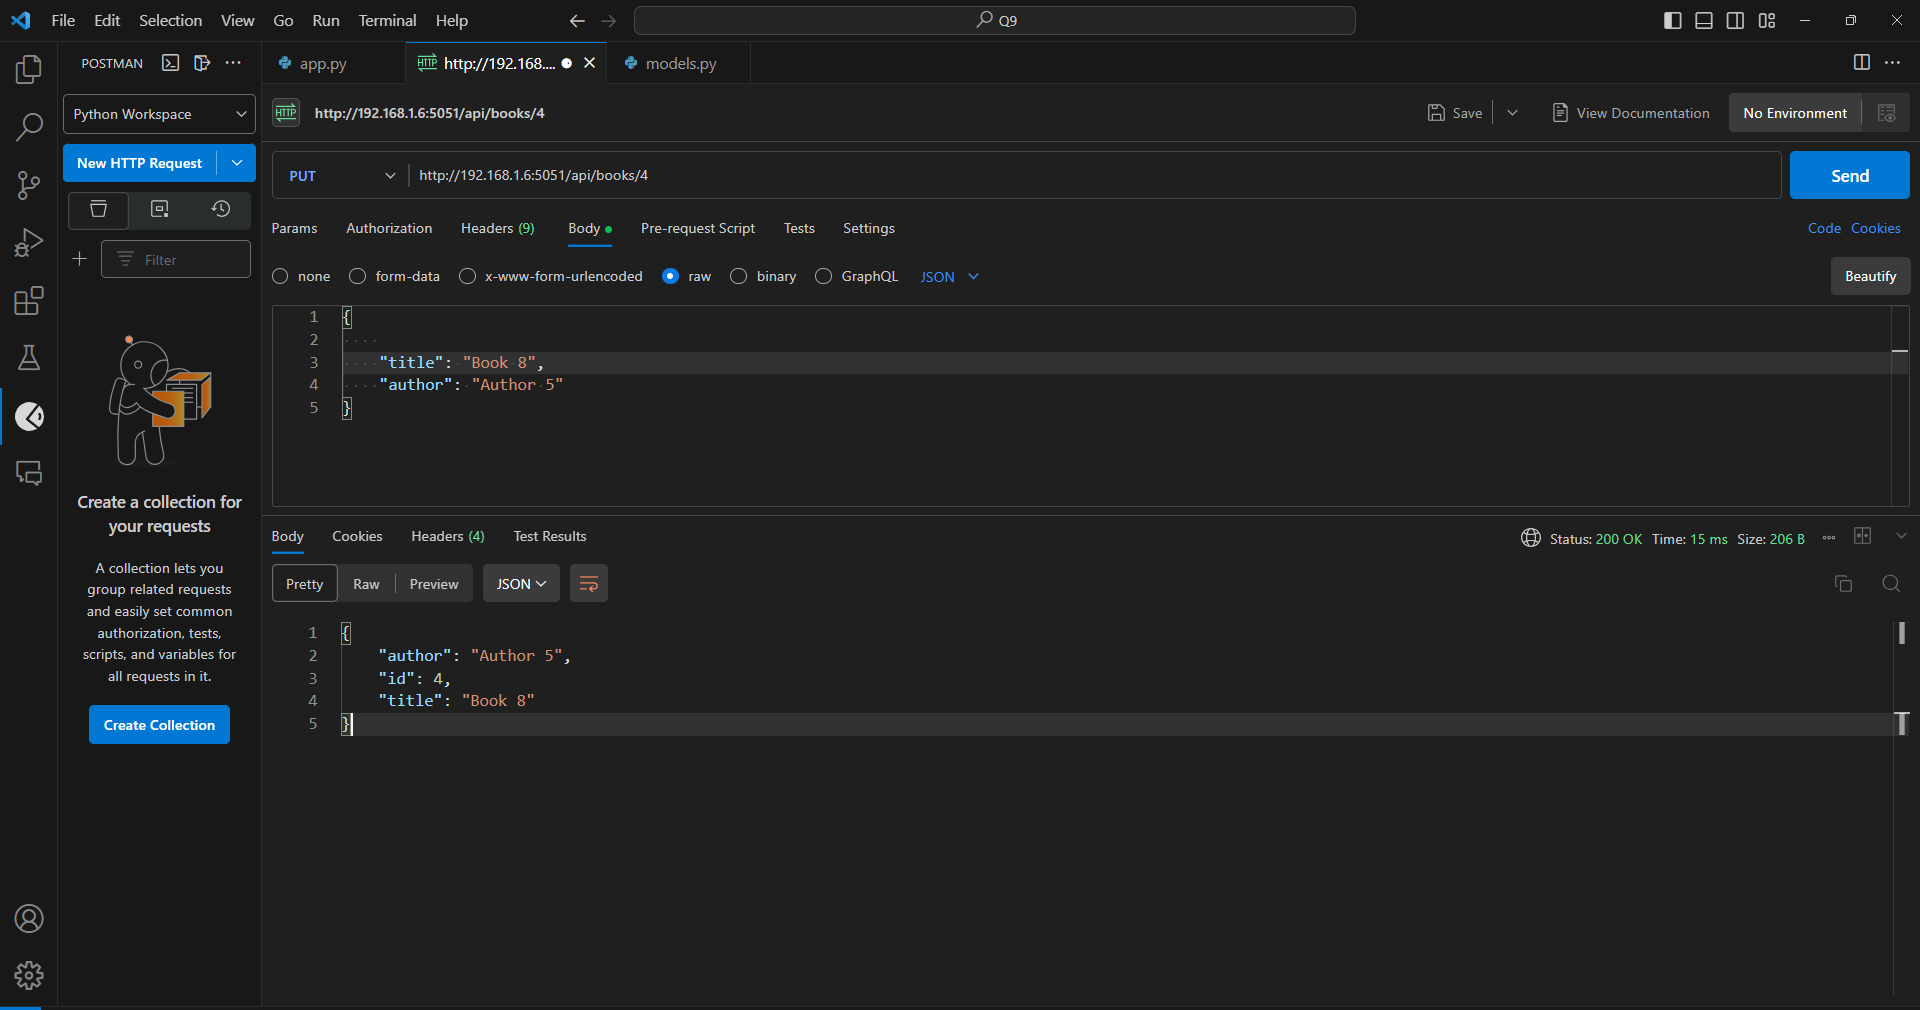 File Edit Selection View Go Run Terminal Help
Q9
POSTMAN
app.py
HTTP http://192.168....
models.py
Python Workspace
HTTP http://192.168.1.6:5051/api/books/4
Save
View Documentation
No Environment
New HTTP Request
PUT
http://192.168.1.6:5051/api/books/4
Send
Params Authorization Headers (9) Body Pre-request Script Tests Settings
Code Cookies
Filter
none form-data x-www-form-urlencoded raw binary GraphQL JSON
Beautify
1 {
2
3 "title": "Book 8",
4 "author": "Author 5"
5 }
Create a collection for
your requests
A collection lets you
group related requests
and easily set common
authorization, tests,
scripts, and variables for
all requests in it.
Create Collection
Body Cookies Headers (4) Test Results
Status: 200 OK Time: 15 ms Size: 206 B
Pretty Raw Preview JSON
1 {
2 "author": "Author 5",
3 "id": 4,
4 "title": "Book 8"
5 }